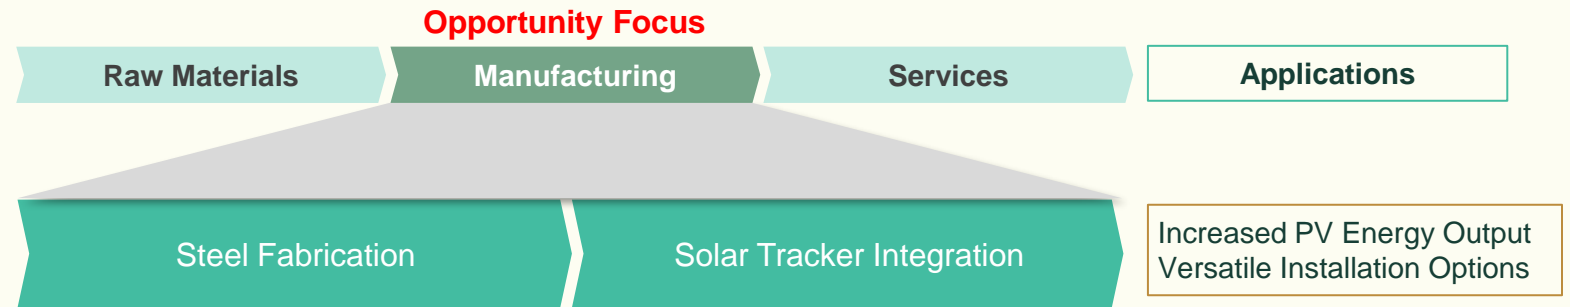 Opportunity Focus
Raw Materials
Manufacturing
Services
Applications
Steel Fabrication
Solar Tracker Integration
Increased PV Energy Output
Versatile Installation Options